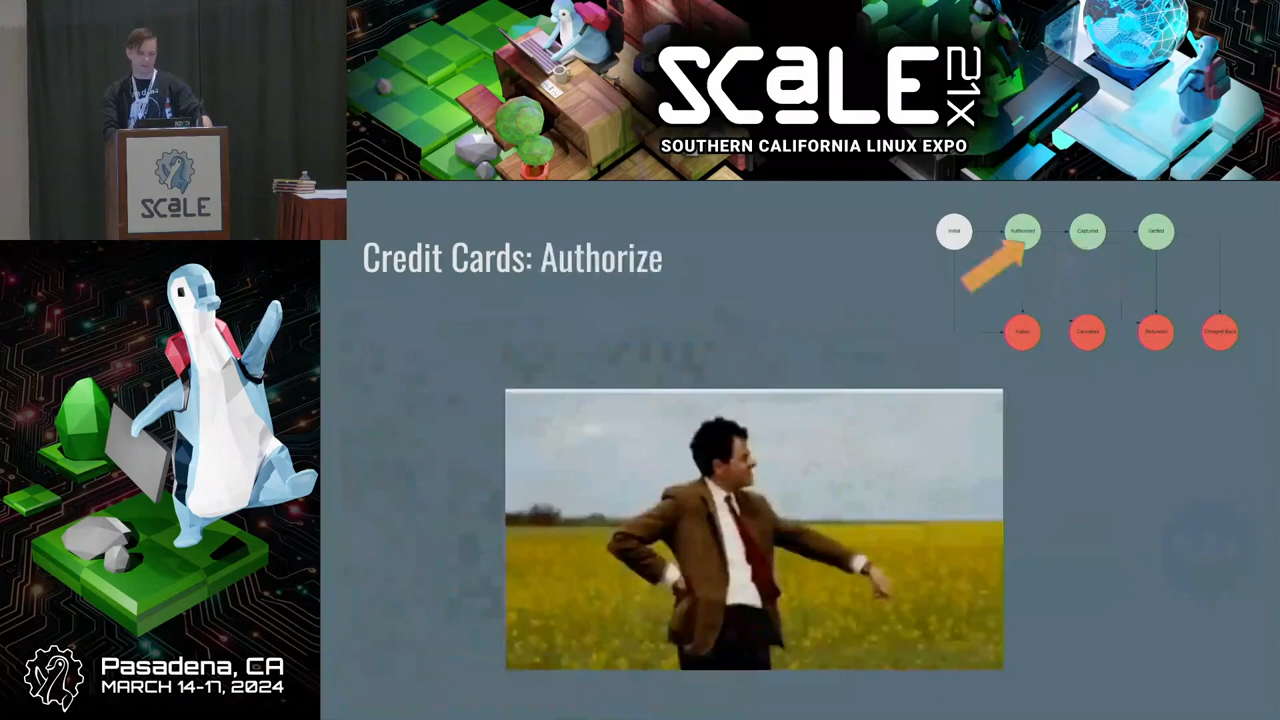 SCALE 21X
SOUTHERN CALIFORNIA LINUX EXPO
SCALE
Credit Cards: Authorize
Initial
Authorized
Captured
Settled
Failed
Canceled
Returned
Charged Back
Pasadena, CA
MARCH 14-17, 2024